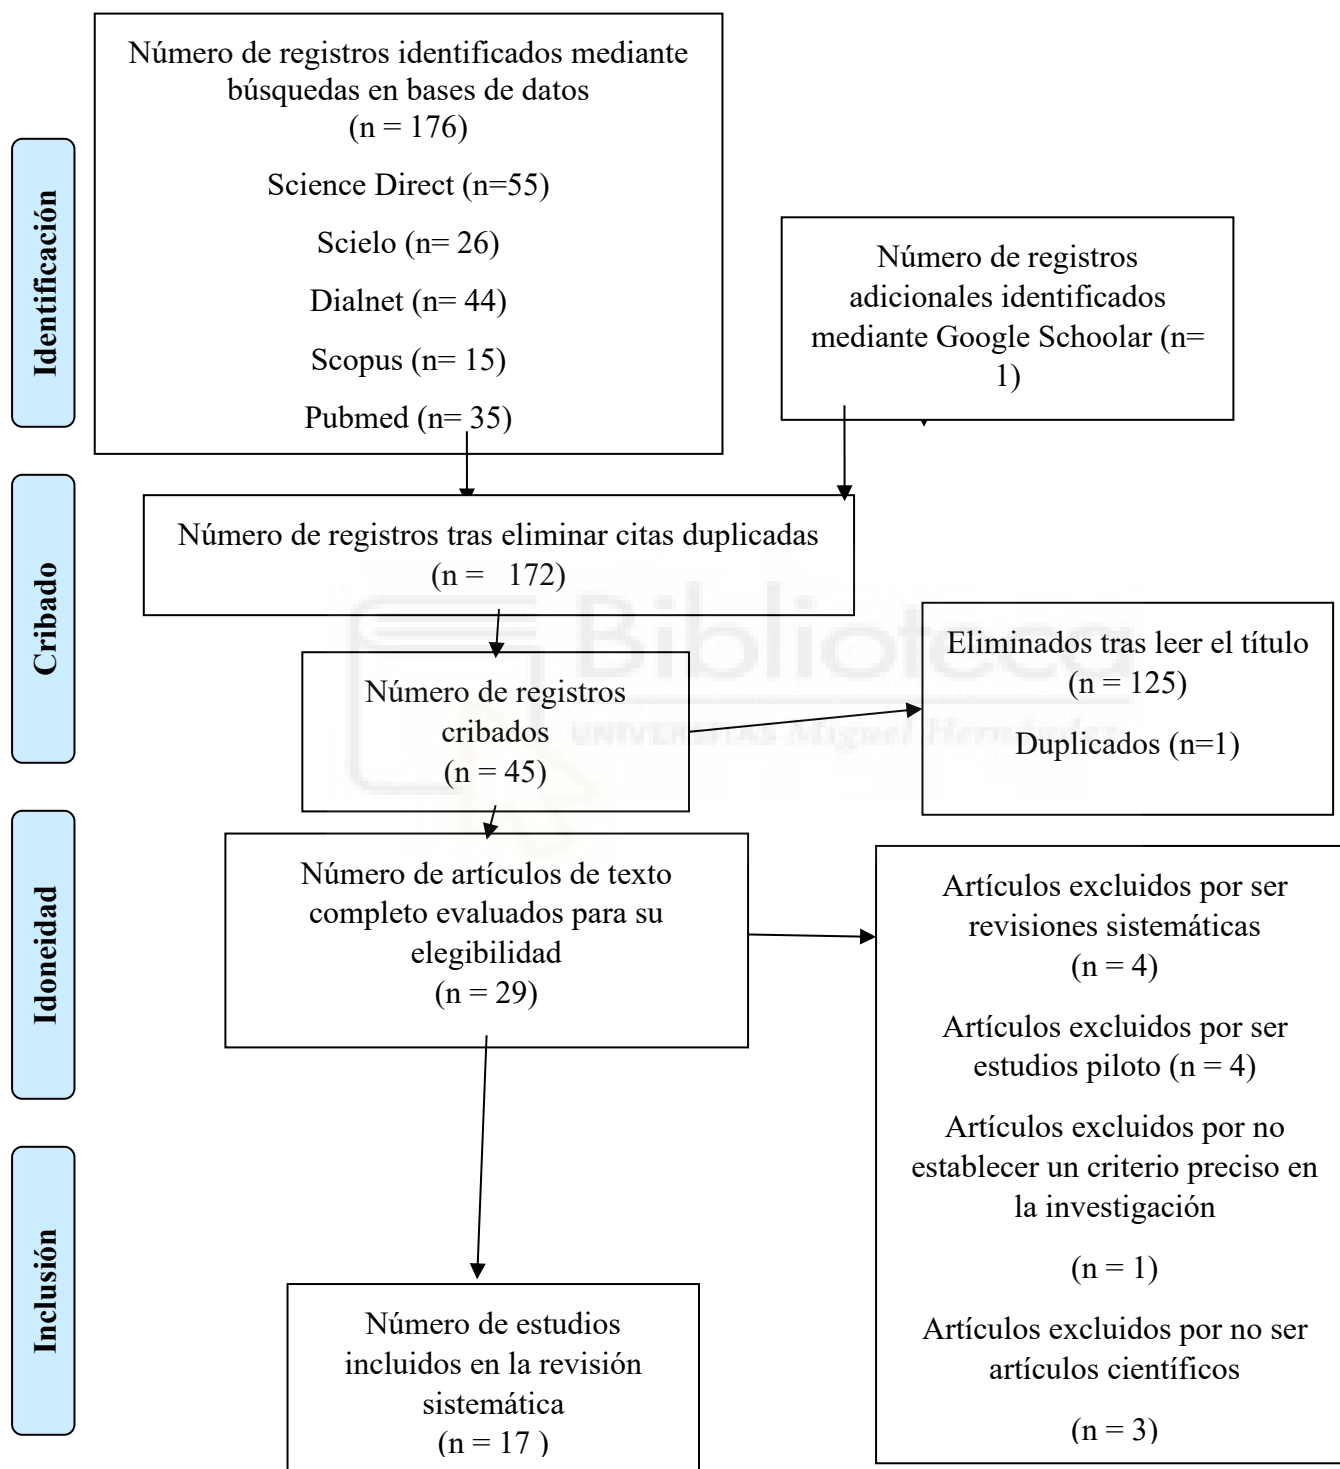 Número de registros identificados mediante
búsquedas en bases de datos
(n = 176)
Science Direct (n=55)
Scielo (n= 26)
Dialnet (n= 44)
Scopus (n= 15)
Pubmed (n= 35)
Identificación
Número de registros
adicionales identificados
mediante Google Schoolar (n=
1)
Cribado
Número de registros tras eliminar citas duplicadas
(n = 172)
Número de registros
cribados
(n = 45)
Eliminados tras leer el título
(n = 125)
Duplicados (n=1)
Biblioteca
UNIVERSITAS Miguel Hernández
Idoneidad
Número de artículos de texto
completo evaluados para su
elegibilidad
(n = 29)
Artículos excluidos por ser
revisiones sistemáticas
(n = 4)
Artículos excluidos por ser
estudios piloto (n = 4)
Artículos excluidos por no
establecer un criterio preciso en
la investigación
(n = 1)
Artículos excluidos por no ser
artículos científicos
(n = 3)
Inclusión
Número de estudios
incluidos en la revisión
sistemática
(n = 17 )